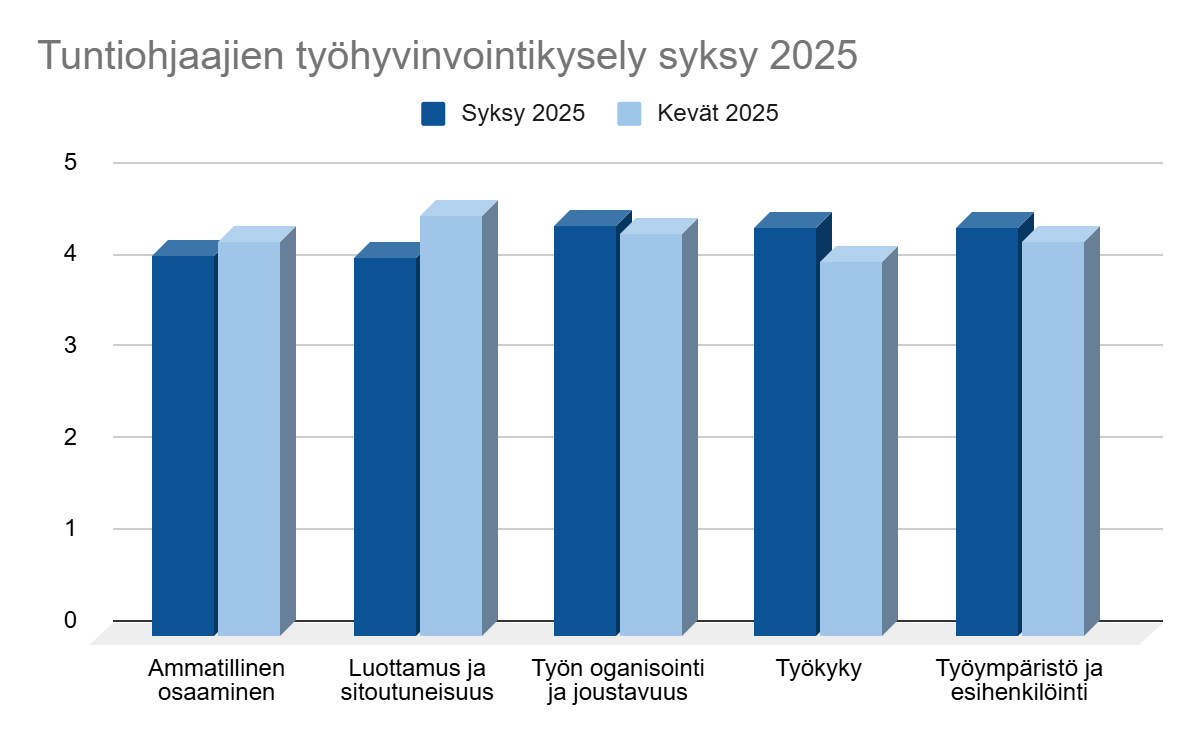 Tuntiohjaajien työhyvinvointikysely syksy 2025
Syksy 2025
Kevät 2025
5
4
3
2
1
0
Ammatillinen
osaaminen
Luottamus ja
sitoutuneisuus
Työn oganisointi
ja joustavuus
Työkyky
Työympäristö ja
esihenkilöinti